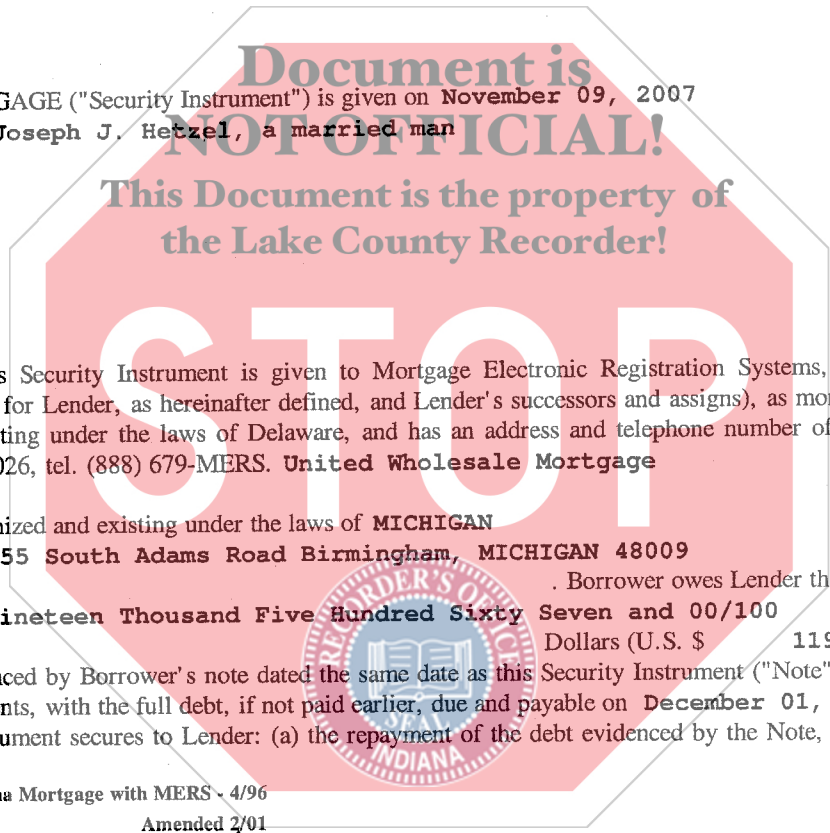 Document is
GAGE ("Security Instrument") is given on November 09, 2007
Joseph J. Hetzel, a married man
NOT OFFICIAL!
This Document is the property of
the Lake County Recorder!
STOP
s Security Instrument is given to Mortgage Electronic Registration Systems,
for Lender, as hereinafter defined, and Lender's successors and assigns), as mo
ting under the laws of Delaware, and has an address and telephone number of
026, tel. (888) 679-MERS. United Wholesale Mortgage
nized and existing under the laws of MICHIGAN
55 South Adams Road Birmingham, MICHIGAN 48009
. Borrower owes Lender th
ineteen Thousand Five Hundred Sixty Seven and 00/100
Dollars (U.S. $ 119
nced by Borrower's note dated the same date as this Security Instrument ("Note"
nts, with the full debt, if not paid earlier, due and payable on December 01,
ument secures to Lender: (a) the repayment of the debt evidenced by the Note,
RECORDER'S OFFICE
SEAL
INDIANA
na Mortgage with MERS - 4/96
Amended 2/01